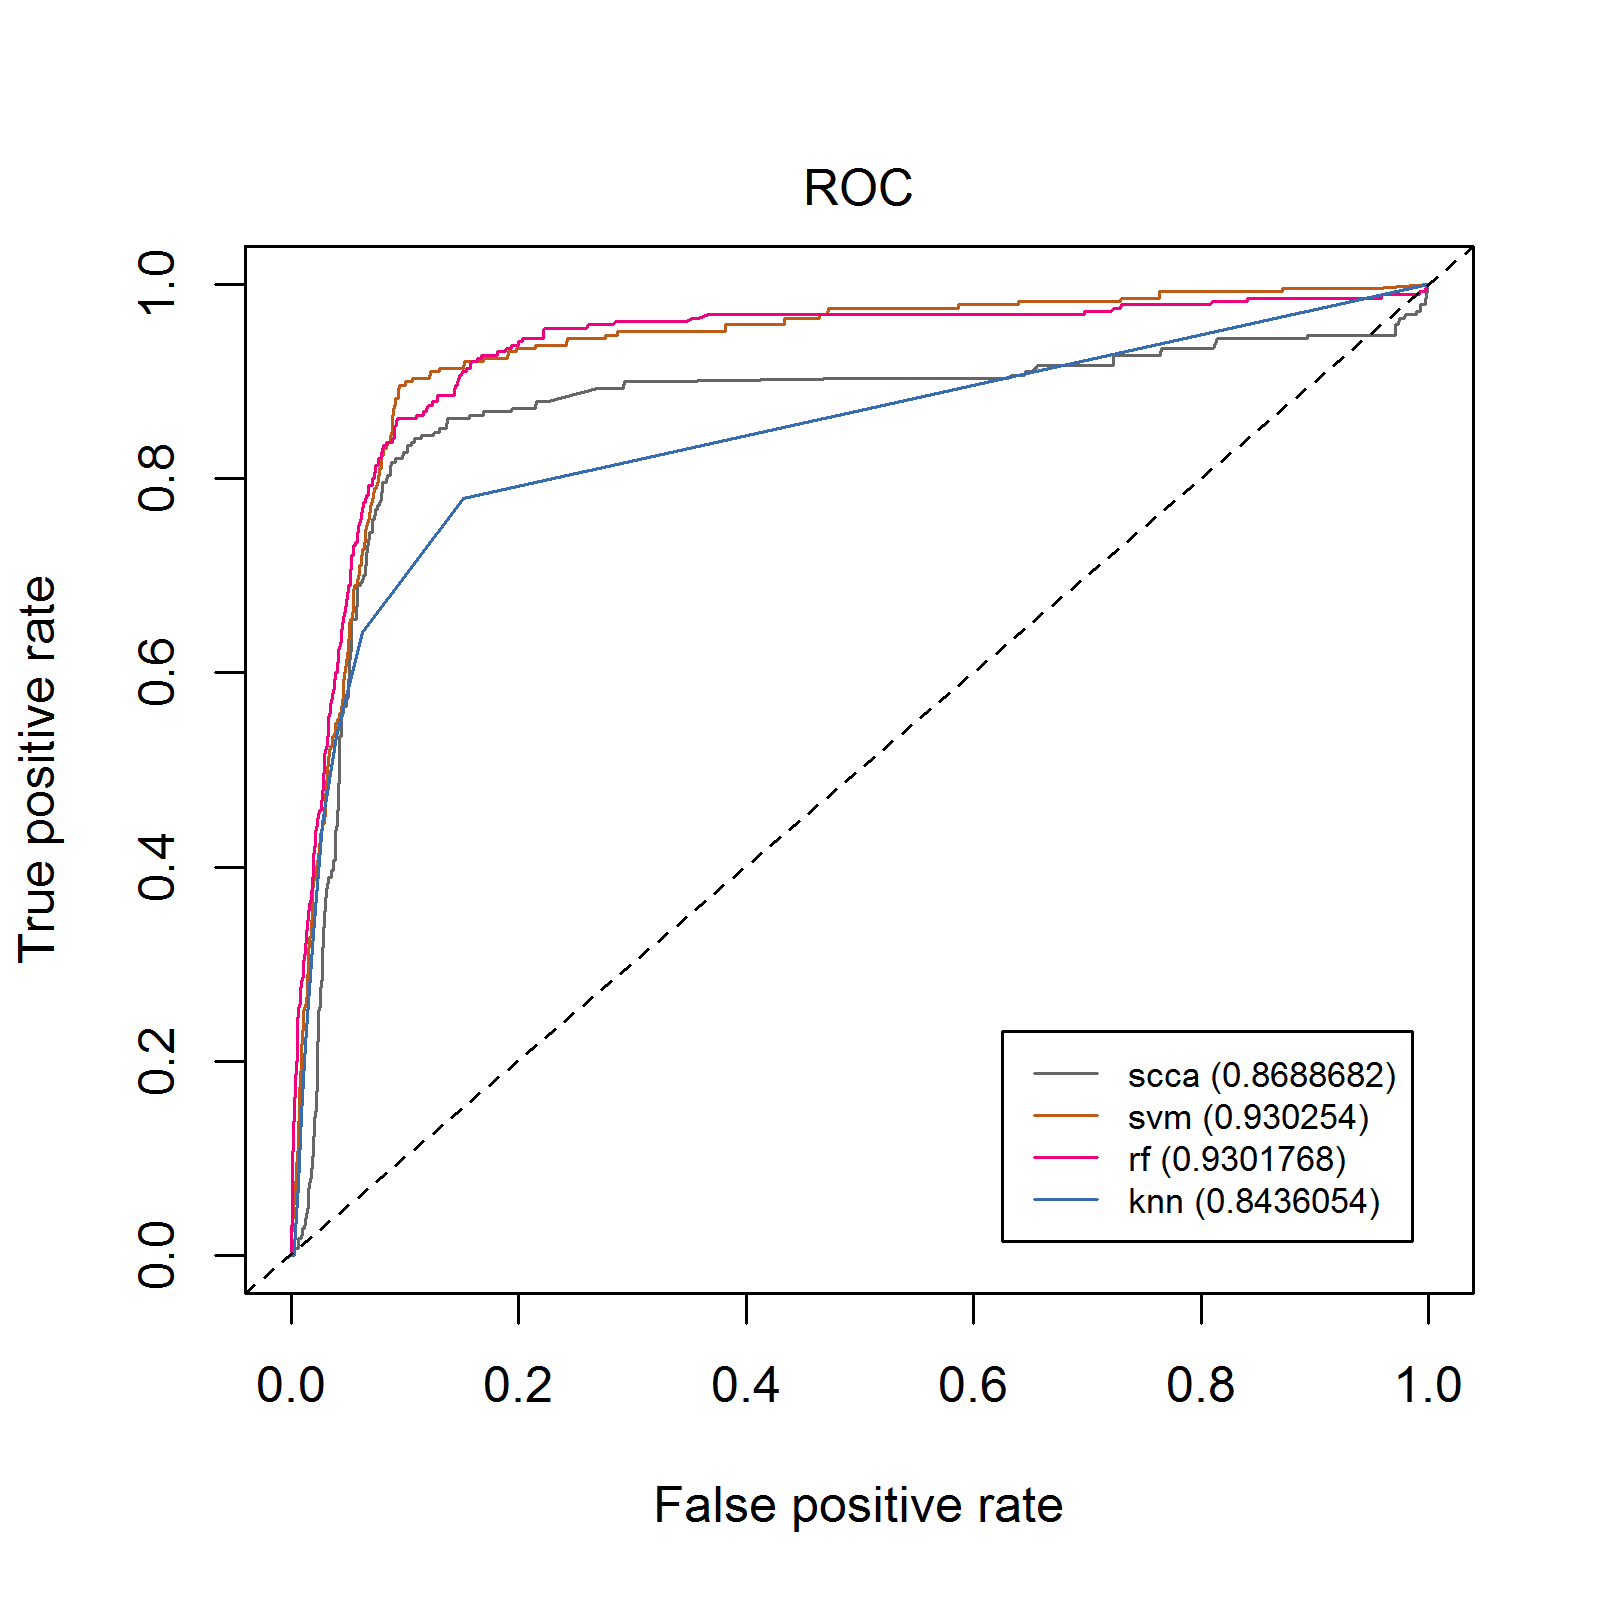 ROC
1.0
0.8
0.6
0.4
0.2
0.0
True positive rate
scca (0.8688682)
svm (0.930254)
rf (0.9301768)
knn (0.8436054)
0.0 0.2 0.4 0.6 0.8 1.0
False positive rate